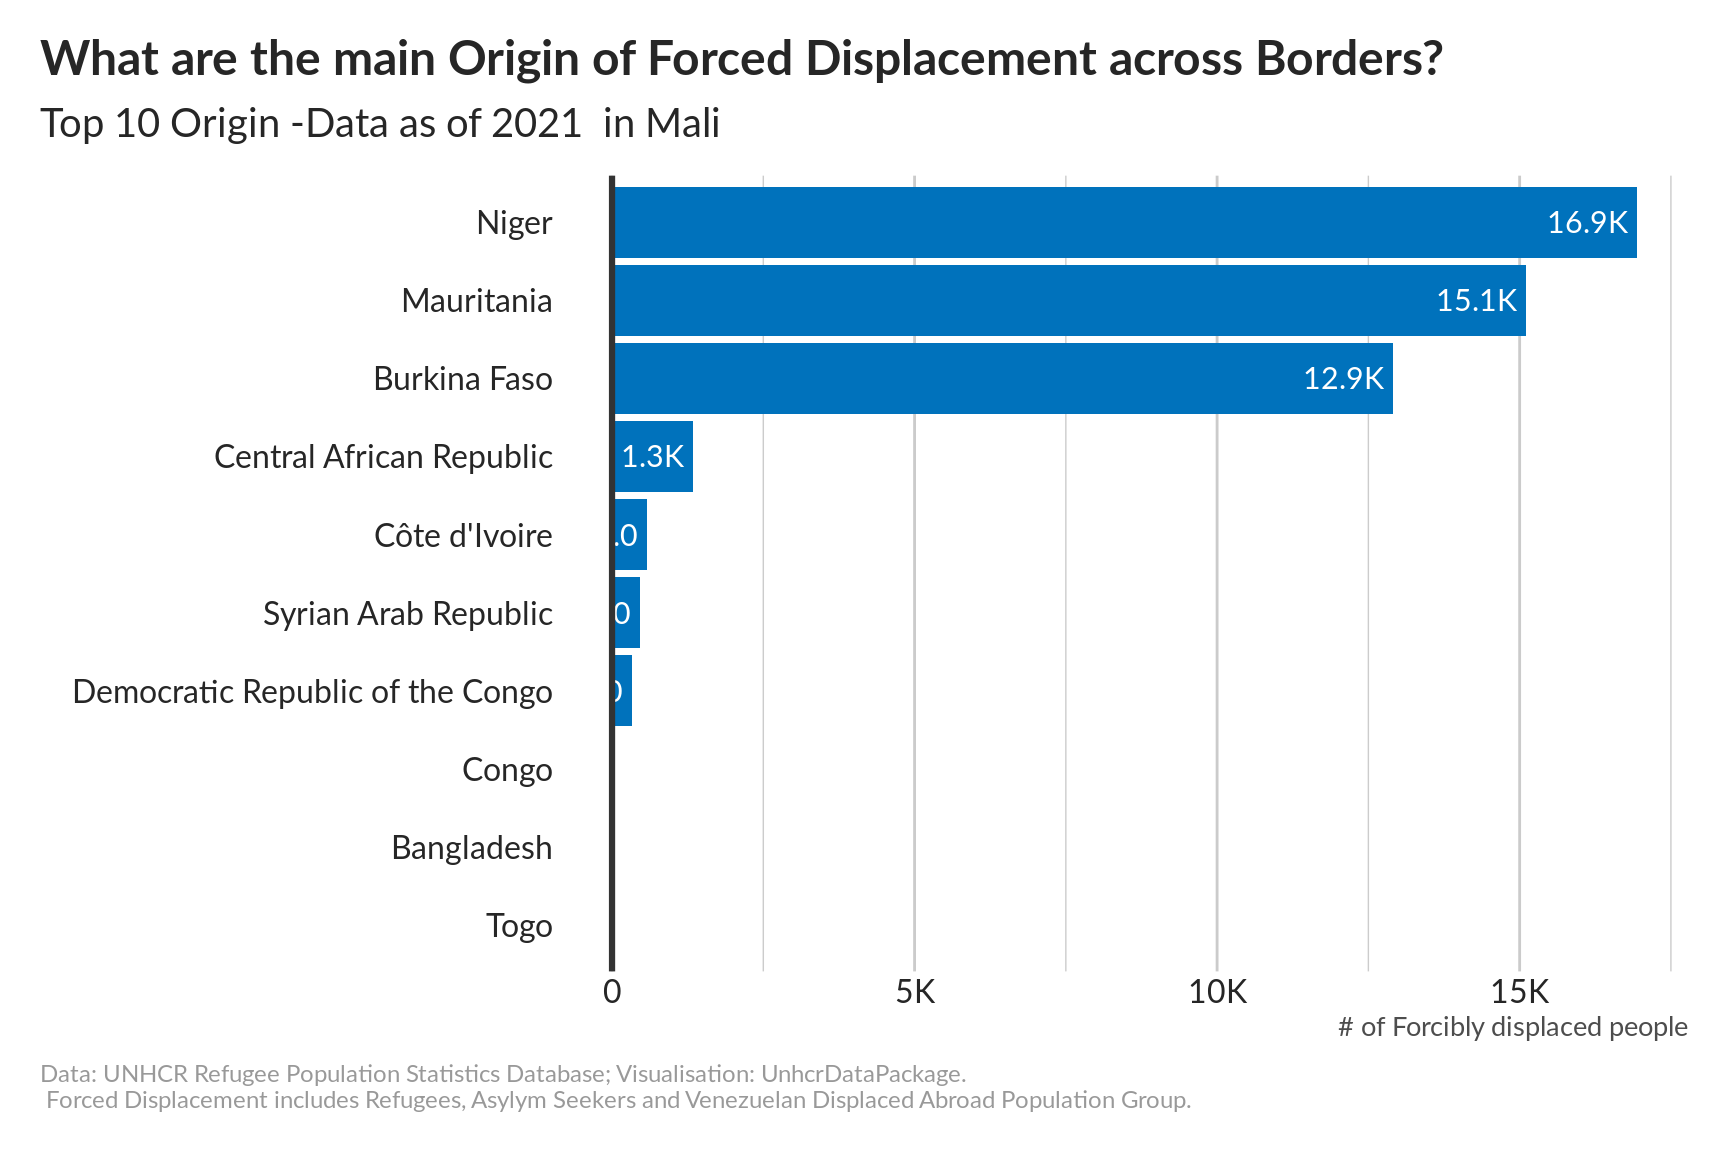 What are the main Origin of Forced Displacement across Borders?
Top 10 Origin -Data as of 2021  in Mali
Niger
16.9K
Mauritania
15.1K
Burkina Faso
12.9K
Central African Republic
1.3K
Côte d'Ivoire
.0
Syrian Arab Republic
0
Democratic Republic of the Congo
Congo
Bangladesh
Togo
0
5K
10K
15K
# of Forcibly displaced people
Data: UNHCR Refugee Population Statistics Database; Visualisation: UnhcrDataPackage.
Forced Displacement includes Refugees, Asylym Seekers and Venezuelan Displaced Abroad Population Group.